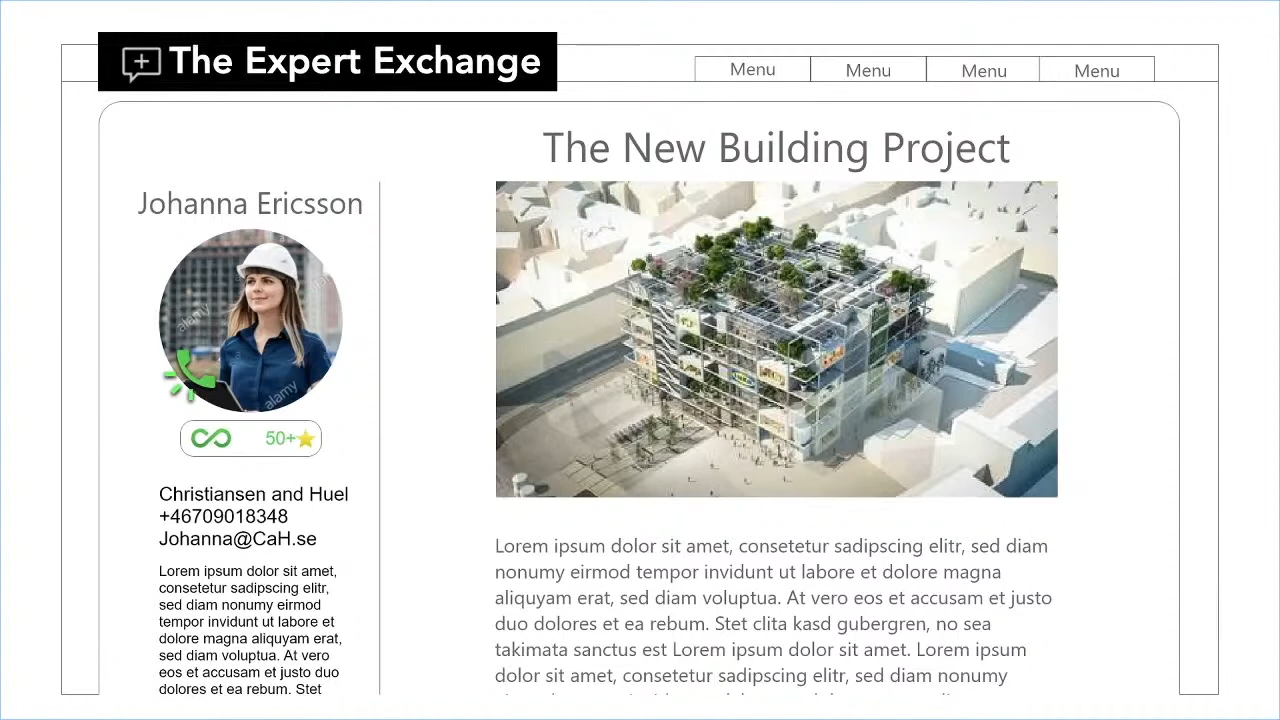 The Expert Exchange
Menu
Menu
Menu
Menu
The New Building Project
Johanna Ericsson
alamy
alamy
50+
Christiansen and Huel
+46709018348
Johanna@CaH.se
Lorem ipsum dolor sit amet,
consetetur sadipscing elitr,
sed diam nonumy eirmod
tempor invidunt ut labore et
dolore magna aliquyam erat,
sed diam voluptua. At vero
eos et accusam et justo duo
dolores et ea rebum. Stet
Lorem ipsum dolor sit amet, consetetur sadipscing elitr, sed diam
nonumy eirmod tempor invidunt ut labore et dolore magna
aliquyam erat, sed diam voluptua. At vero eos et accusam et justo
duo dolores et ea rebum. Stet clita kasd gubergren, no sea
takimata sanctus est Lorem ipsum dolor sit amet. Lorem ipsum
dolor sit amet, consetetur sadipscing elitr, sed diam nonumy